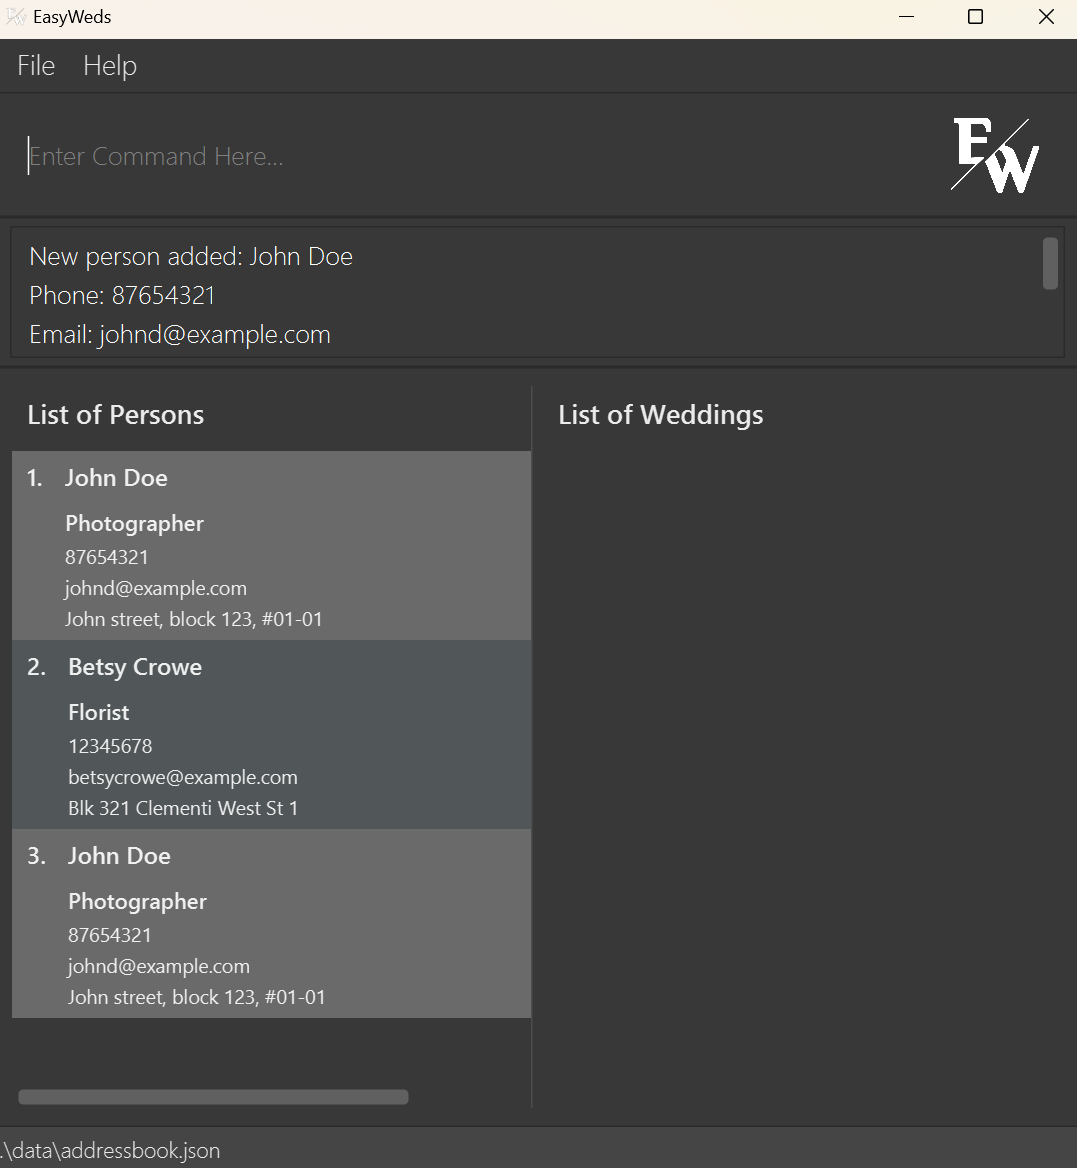 EasyWeds
File Help
Enter Command Here...
EW
New person added: John Doe
Phone: 87654321
Email: johnd@example.com
List of Persons
1. John Doe
Photographer
87654321
johnd@example.com
John street, block 123, #01-01
2. Betsy Crowe
Florist
12345678
betsycrowe@example.com
Blk 321 Clementi West St 1
3. John Doe
Photographer
87654321
johnd@example.com
John street, block 123, #01-01
List of Weddings
.\data\addressbook.json